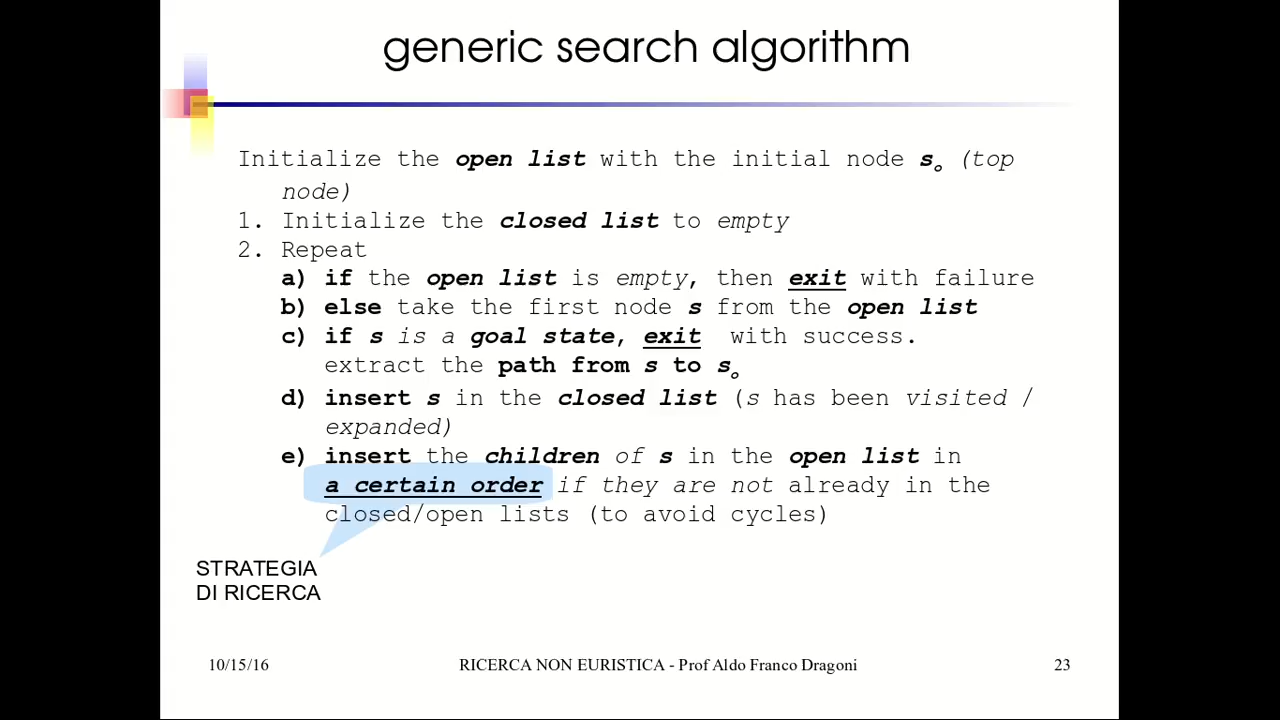 generic search algorithm
Initialize the open list with the initial node so (top
node)
1. Initialize the closed list to empty
2. Repeat
a) if the open list is empty, then exit with failure
b) else take the first node s from the open list
c) if s is a goal state, exit with success.
extract the path from s to so
d) insert s in the closed list (s has been visited /
expanded)
e) insert the children of s in the open list in
a certain order if they are not already in the
closed/open lists (to avoid cycles)
STRATEGIA
DI RICERCA
10/15/16 RICERCA NON EURISTICA - Prof Aldo Franco Dragoni 23